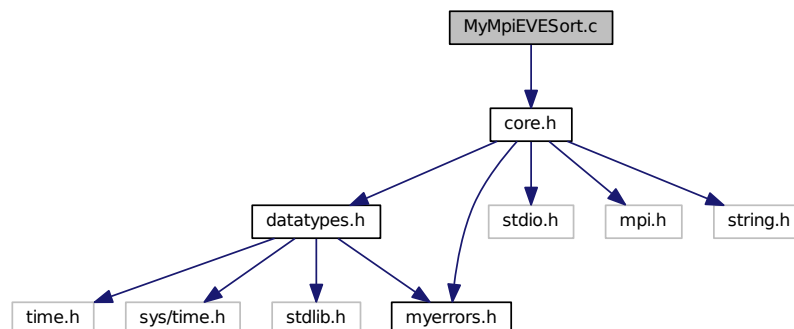 MyMpiEVESort.c
core.h
datatypes.h
stdio.h
mpi.h
string.h
time.h
sys/time.h
stdlib.h
myerrors.h